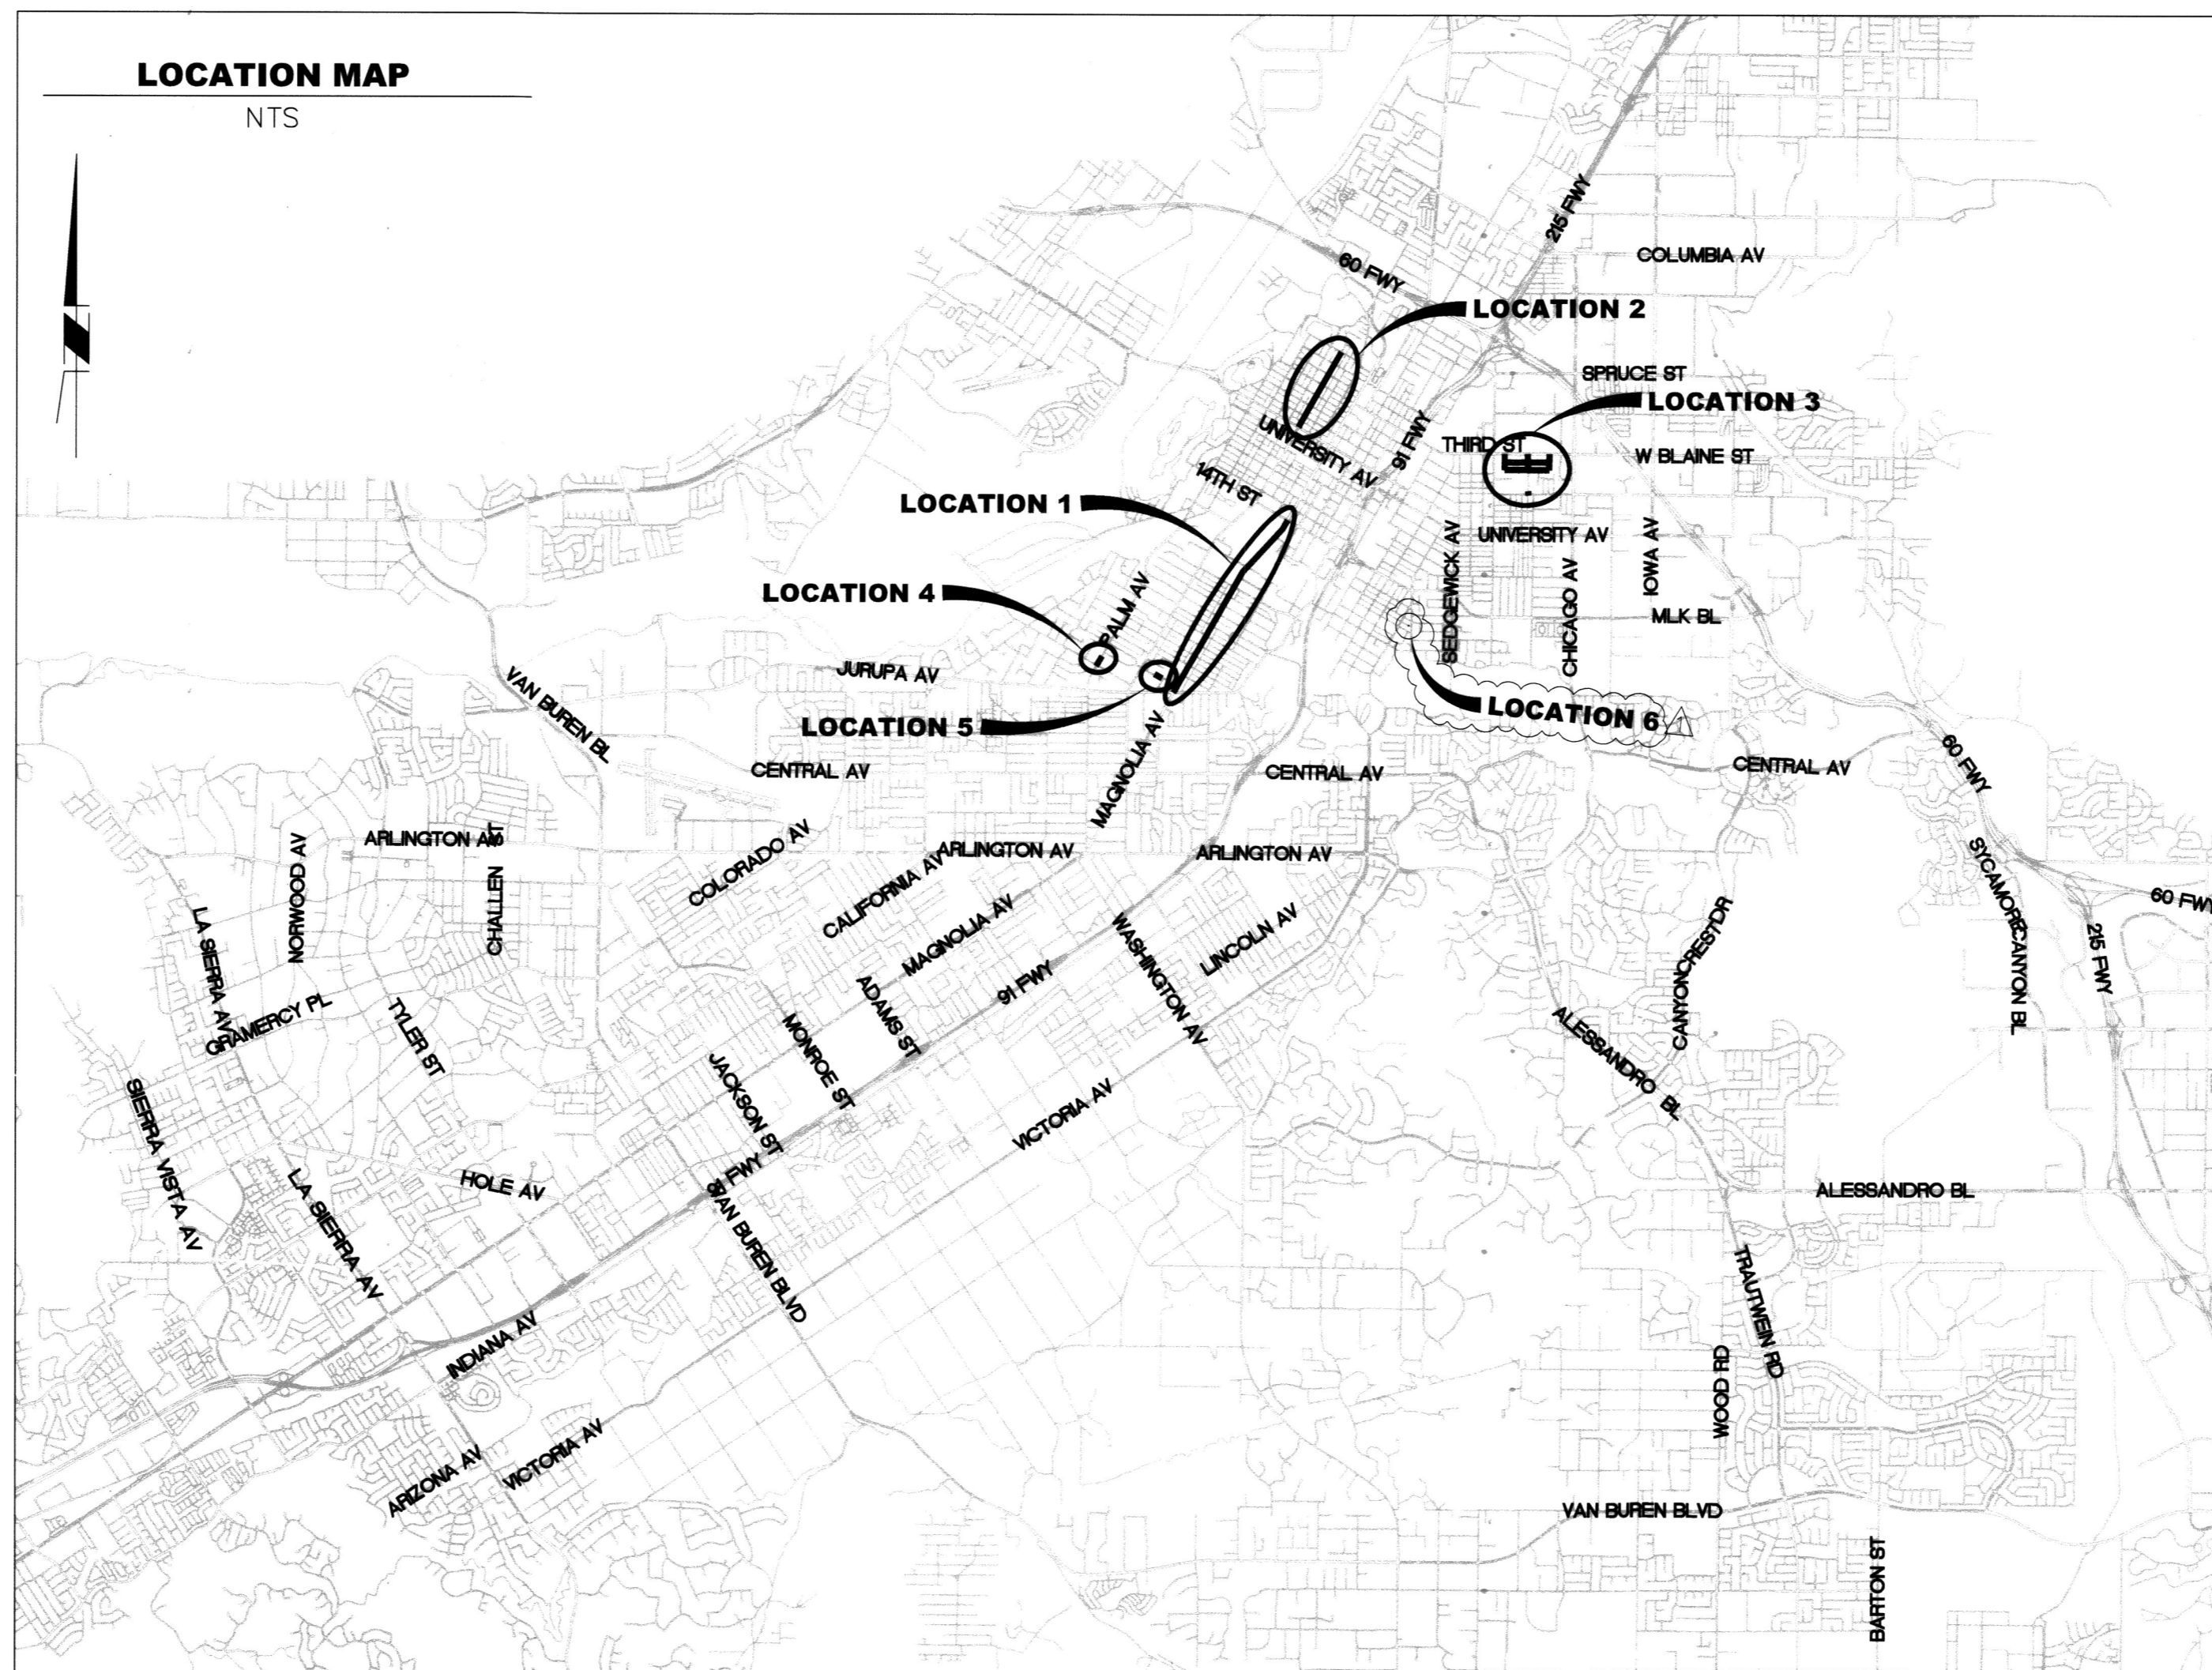 LOCATION MAP
NTS
215 FWY
COLUMBIA AV
60 FWY
LOCATION 2
SPRUCE ST
LOCATION 3
UNIVERSITY AV
91 FWY
THIRD ST
W BLAINE ST
14TH ST
LOCATION 1
SEDGEWICK AV
UNIVERSITY AV
IOWA AV
CHICAGO AV
MLK BL
LOCATION 4
PALM AV
JURUPA AV
LOCATION 5
LOCATION 6
1
VAN BUREN BL
MAGNOLIA AV
CENTRAL AV
CENTRAL AV
CENTRAL AV
60 FWY
ARLINGTON AV
ARLINGTON AV
ARLINGTON AV
NORWOOD AV
CHALLEN ST
COLORADO AV
CALIFORNIA AV
MAGNOLIA AV
SYCAMORE CANYON BL
60 FWY
215 FWY
LA SIERRA AV
GRAMERCY PL
TYLER ST
ADAMS ST
91 FWY
WASHINGTON AV
LINCOLN AV
CANYON CREST DR
ALESSANDRO BL
MONROE ST
JACKSON ST
VICTORIA AV
SIERRA VISTA AV
LA SIERRA AV
HOLE AV
91 FWY
VAN BUREN BLVD
ALESSANDRO BL
TRAUTWEIN RD
INDIANA AV
WOOD RD
ARIZONA AV
VICTORIA AV
VAN BUREN BLVD
BARTON ST